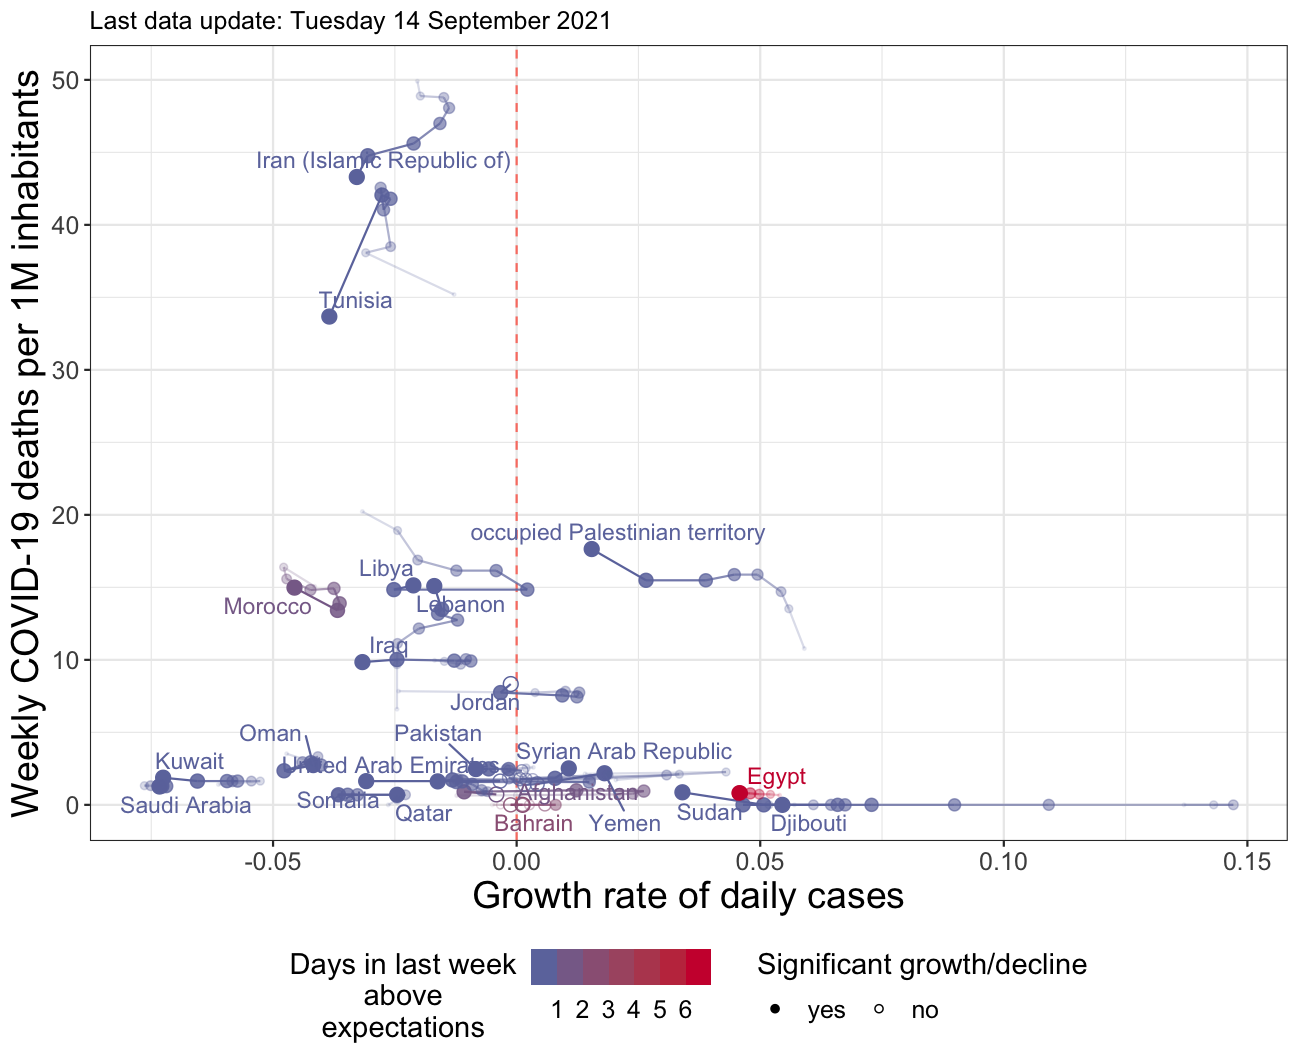 Last data update: Tuesday 14 September 2021
Weekly COVID-19 deaths per 1M inhabitants
50
40
30
20
10
0
Iran (Islamic Republic of)
Tunisia
occupied Palestinian territory
Libya
Morocco
Lebanon
Iraq
Jordan
Oman
Pakistan
Kuwait
United Arab Emirates
Syrian Arab Republic
Egypt
Saudi Arabia
Somalia
Qatar
Afghanistan
Bahrain
Yemen
Sudan
Djibouti
-0.05
0.00
0.05
0.10
0.15
Growth rate of daily cases
Days in last week
above
expectations
1 2 3 4 5 6
Significant growth/decline
yes no